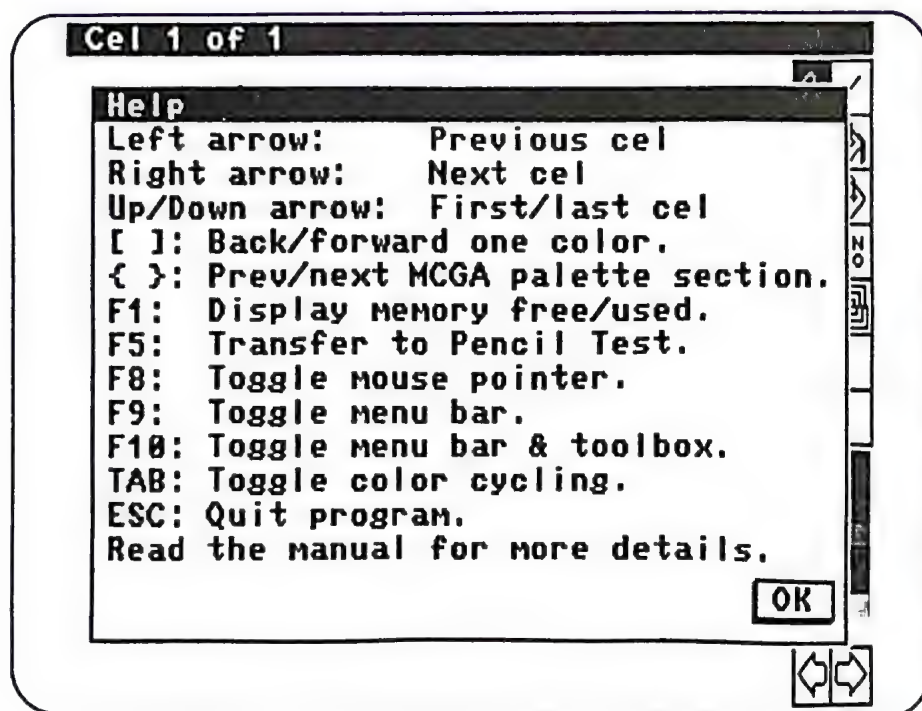 Cel 1 of 1
Help
Left arrow: Previous cel
Right arrow: Next cel
Up/Down arrow: First/last cel
[ ]: Back/forward one color.
{ }: Prev/next MCGA palette section.
F1: Display memory free/used.
F5: Transfer to Pencil Test.
F8: Toggle mouse pointer.
F9: Toggle menu bar.
F10: Toggle menu bar & toolbox.
TAB: Toggle color cycling.
ESC: Quit program.
Read the manual for more details.
OK
NO